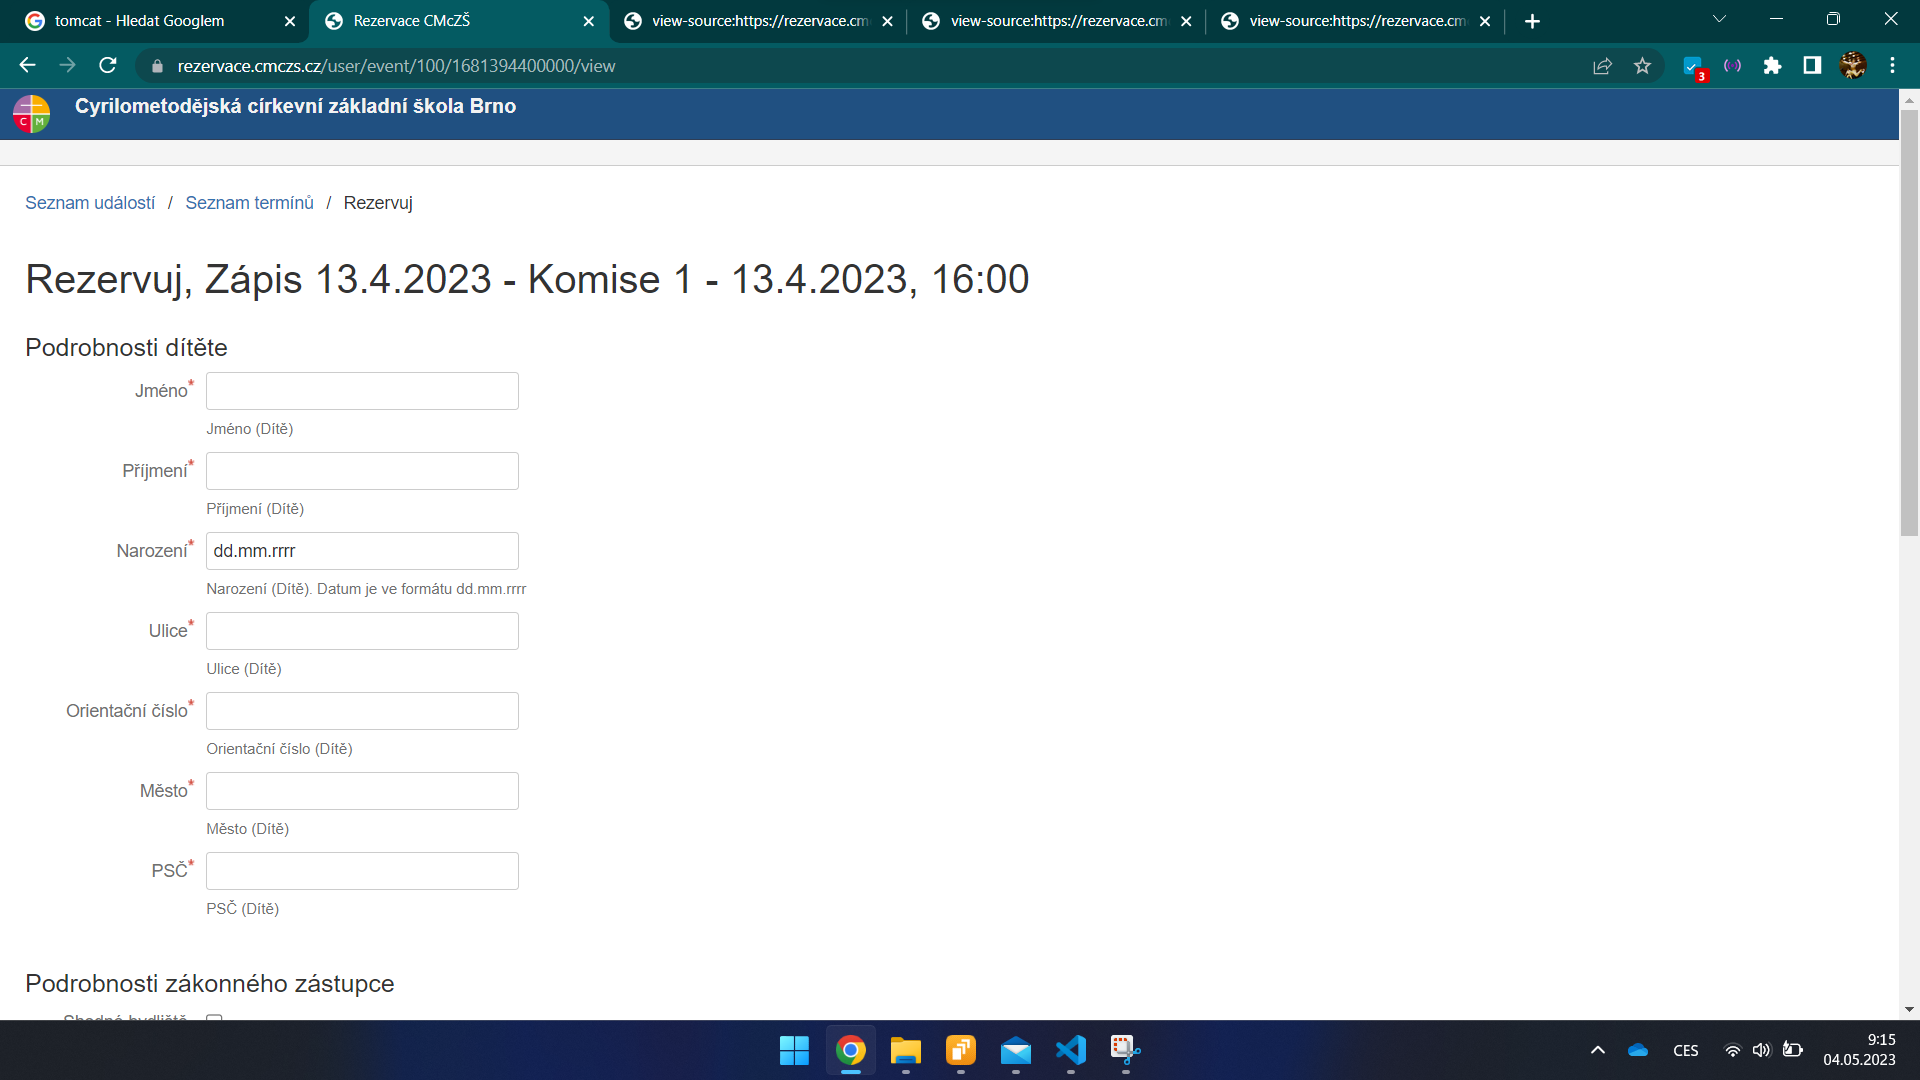 tomcat - Hledat Googlem
Rezervace CMcZŠ
view-source:https://rezervace.cm
view-source:https://rezervace.cm
view-source:https://rezervace.cm
rezervace.cmczs.cz/user/event/100/1681394400000/view
3
C M
Cyrilometodějská církevní základní škola Brno
Seznam událostí / Seznam termínů / Rezervuj
Rezervuj, Zápis 13.4.2023 - Komise 1 - 13.4.2023, 16:00
Podrobnosti dítěte
Jméno*
Jméno (Dítě)
Příjmení*
Příjmení (Dítě)
Narození* dd.mm.rrrr
Narození (Dítě). Datum je ve formátu dd.mm.rrrr
Ulice*
Ulice (Dítě)
Orientační číslo*
Orientační číslo (Dítě)
Město*
Město (Dítě)
PSČ*
PSČ (Dítě)
Podrobnosti zákonného zástupce
Shodné bydliště
CES
9:15
04.05.2023